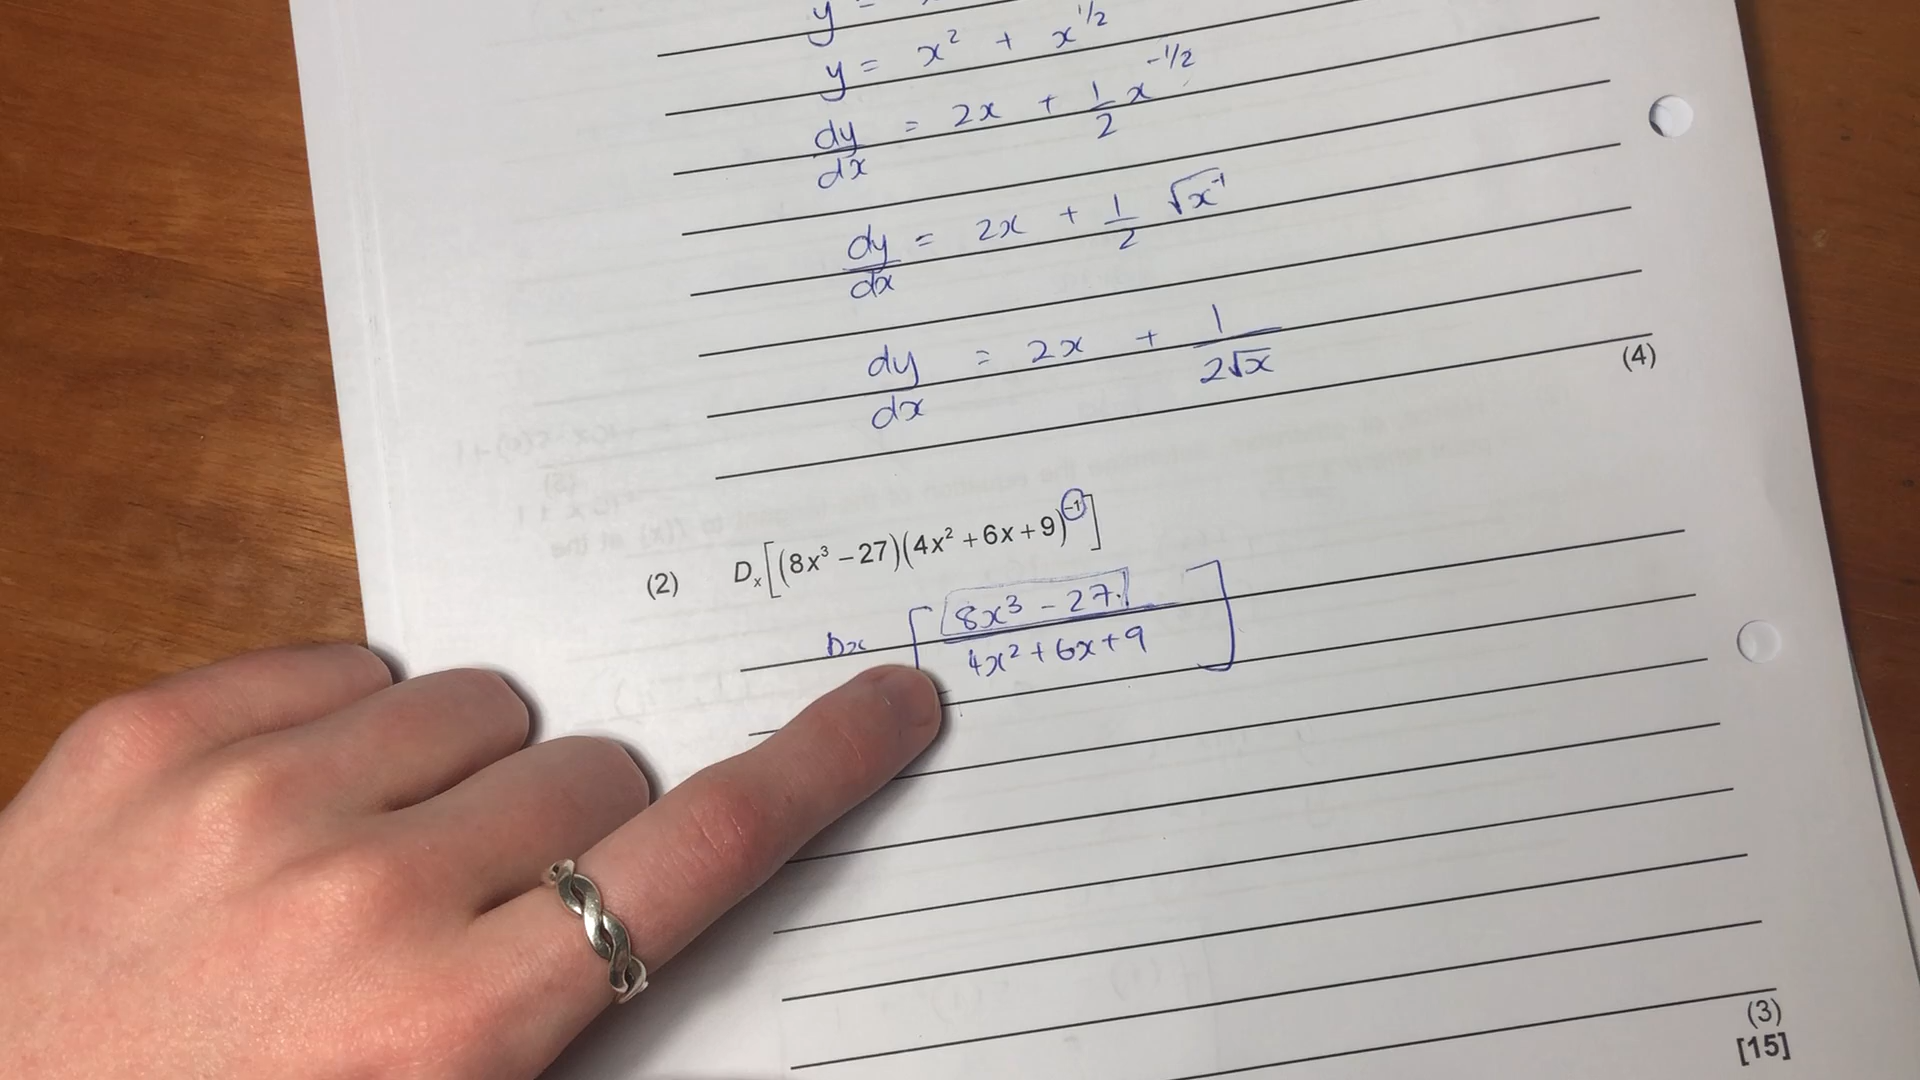 y =
y = x² + x^1/2
dy/dx = 2x + 1/2 x^-1/2
dy/dx = 2x + 1/2 √x^-1
dy/dx = 2x + 1/2√x
(4)
(2) Dₓ[(8x³ − 27)(4x² + 6x + 9)^−1]
Dx [8x³ − 27 / 4x² + 6x + 9]
(3)
[15]